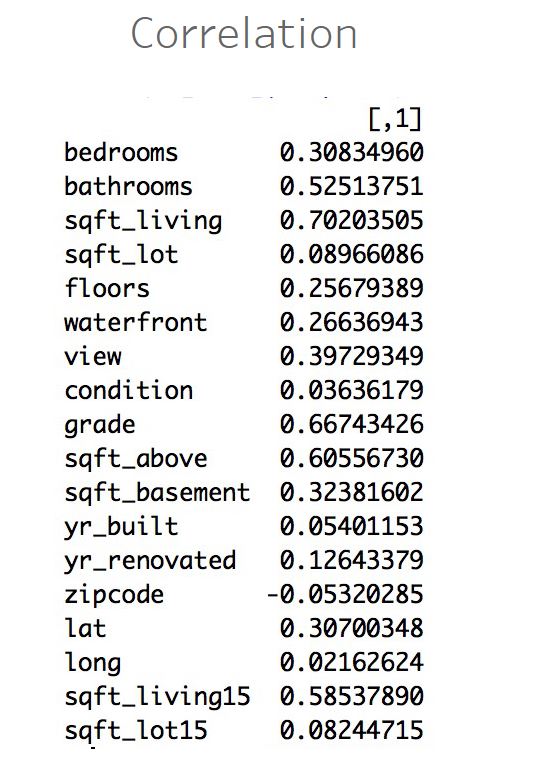 Correlation
[,1]
bedrooms 0.30834960
bathrooms 0.52513751
sqft_living 0.70203505
sqft_lot 0.08966086
floors 0.25679389
waterfront 0.26636943
view 0.39729349
condition 0.03636179
grade 0.66743426
sqft_above 0.60556730
sqft_basement 0.32381602
yr_built 0.05401153
yr_renovated 0.12643379
zipcode -0.05320285
lat 0.30700348
long 0.02162624
sqft_living15 0.58537890
sqft_lot15 0.08244715